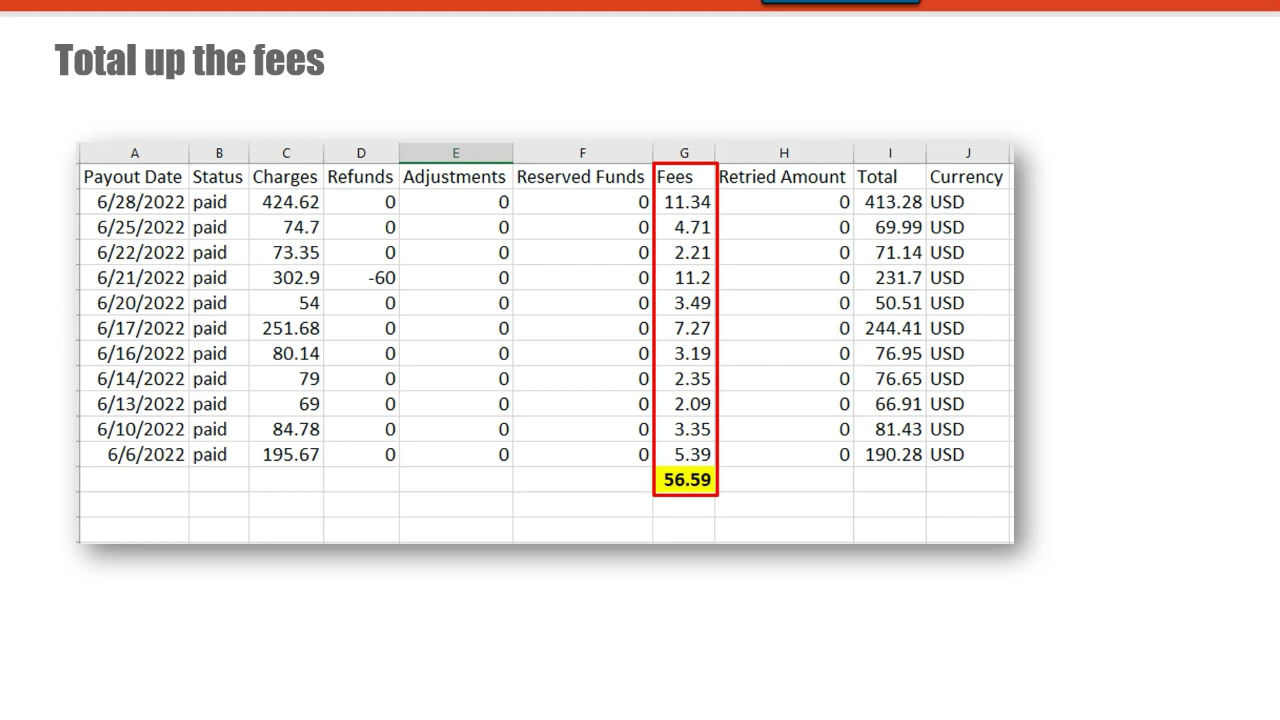 Total up the fees
A B C D E F G H I J
Payout Date Status Charges Refunds Adjustments Reserved Funds Fees Retried Amount Total Currency
6/28/2022 paid 424.62 0 0 0 11.34 0 413.28 USD
6/25/2022 paid 74.7 0 0 0 4.71 0 69.99 USD
6/22/2022 paid 73.35 0 0 0 2.21 0 71.14 USD
6/21/2022 paid 302.9 -60 0 0 11.2 0 231.7 USD
6/20/2022 paid 54 0 0 0 3.49 0 50.51 USD
6/17/2022 paid 251.68 0 0 0 7.27 0 244.41 USD
6/16/2022 paid 80.14 0 0 0 3.19 0 76.95 USD
6/14/2022 paid 79 0 0 0 2.35 0 76.65 USD
6/13/2022 paid 69 0 0 0 2.09 0 66.91 USD
6/10/2022 paid 84.78 0 0 0 3.35 0 81.43 USD
6/6/2022 paid 195.67 0 0 0 5.39 0 190.28 USD
56.59